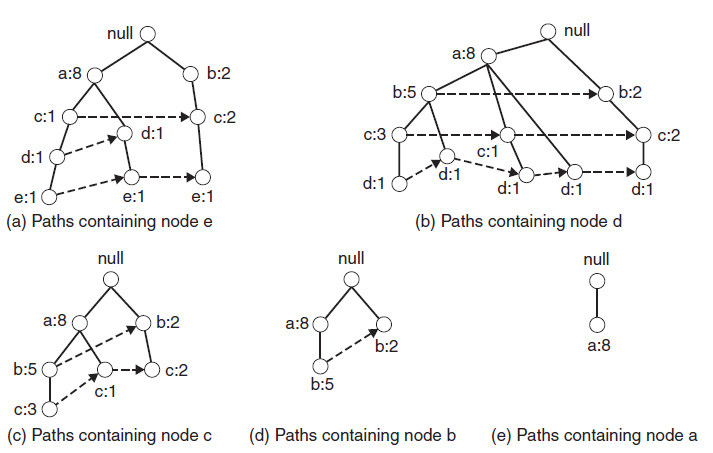 null
a:8
b:2
c:1
c:2
d:1
d:1
e:1
e:1
e:1
(a) Paths containing node e
null
a:8
b:5
b:2
c:3
c:1
c:2
d:1
d:1
d:1
d:1
d:1
(b) Paths containing node d
null
a:8
b:2
b:5
c:2
c:1
c:3
(c) Paths containing node c
null
a:8
b:2
b:5
(d) Paths containing node b
null
a:8
(e) Paths containing node a